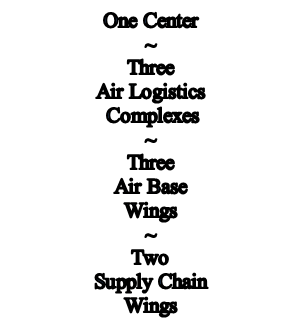 One Center
~
Three
Air Logistics
Complexes
~
Three
Air Base
Wings
~
Two
Supply Chain
Wings